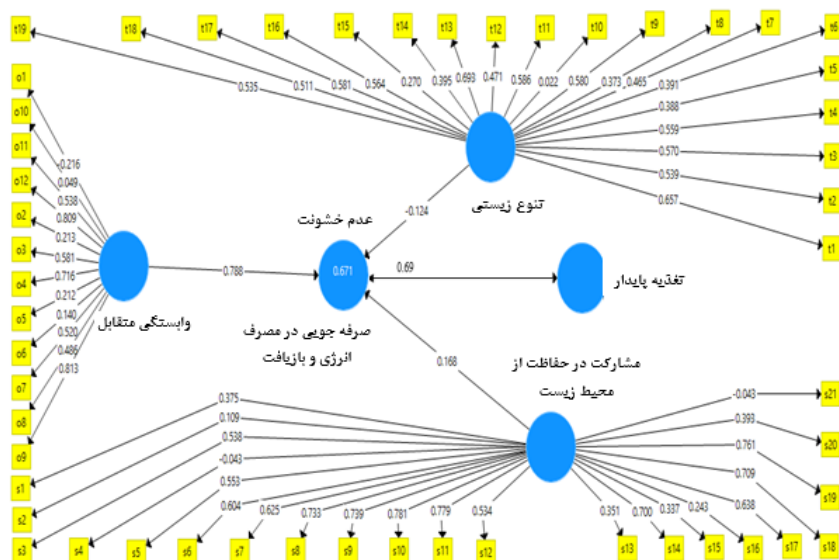 t19
t18
t17
t16
t15
t14
t13
t12
t11
t10
t9
t8
t7
t6
t5
t4
t3
t2
t1
0.535
0.511
0.581
0.564
0.270
0.395
0.693
0.471
0.586
0.022
0.580
0.373
0.465
0.391
0.388
0.559
0.570
0.539
0.657
تنوع زیستی
-0.124
o1
o10
o11
o12
o2
o3
o4
o5
o6
o7
o8
o9
-0.216
0.049
0.538
0.809
0.213
0.581
0.716
0.212
0.140
0.520
0.486
0.813
وابستگی متقابل
0.788
عدم خشونت
0.671
صرفه جویی در مصرف
انرژی و بازیافت
0.69
تغذیه پایدار
0.168
مشارکت در حفاظت از
محیط زیست
s1
s2
s3
s4
s5
s6
s7
s8
s9
s10
s11
s12
s13
s14
s15
s16
s17
s18
s19
s20
s21
0.375
0.109
0.538
-0.043
0.553
0.604
0.625
0.733
0.739
0.781
0.779
0.534
0.351
0.700
0.337
0.243
0.638
0.709
0.761
0.393
-0.043